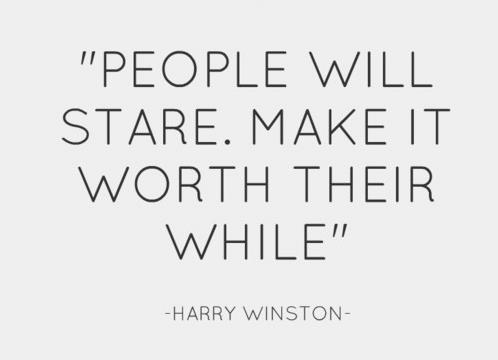 "PEOPLE WILL
STARE. MAKE IT
WORTH THEIR
WHILE"
-HARRY WINSTON-